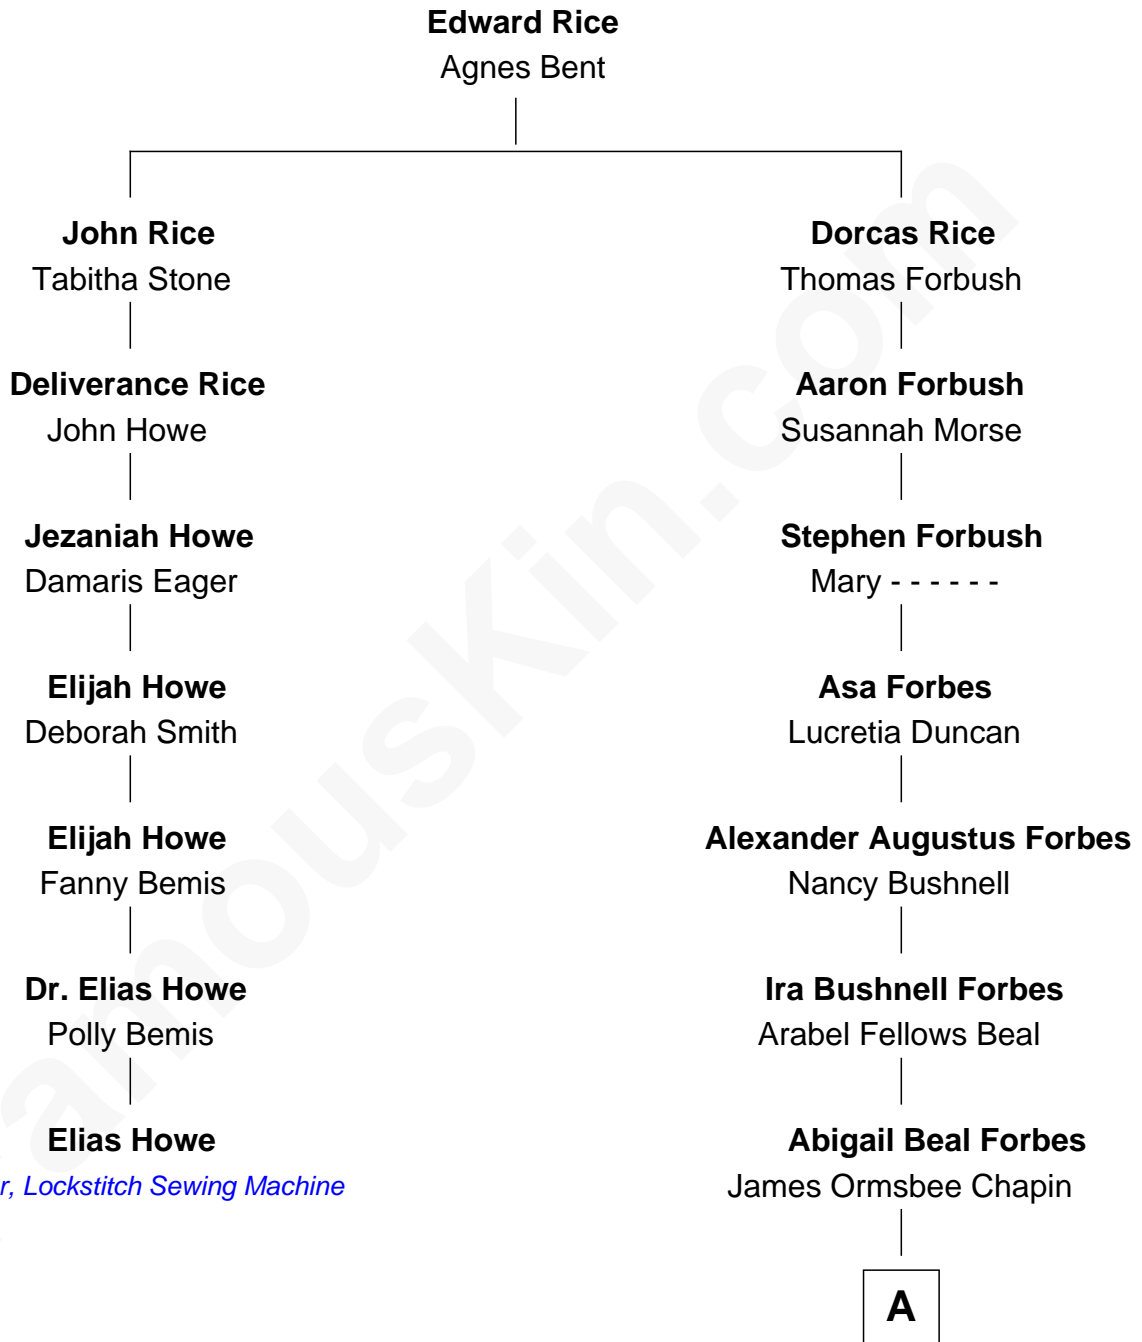 Edward Rice
Agnes Bent
John Rice
Tabitha Stone
Dorcas Rice
Thomas Forbush
Deliverance Rice
John Howe
Aaron Forbush
Susannah Morse
Jezaniah Howe
Damaris Eager
Stephen Forbush
Mary - - - - - -
Elijah Howe
Deborah Smith
Asa Forbes
Lucretia Duncan
Elijah Howe
Fanny Bemis
Alexander Augustus Forbes
Nancy Bushnell
Dr. Elias Howe
Polly Bemis
Ira Bushnell Forbes
Arabel Fellows Beal
Elias Howe
r, Lockstitch Sewing Machine
Abigail Beal Forbes
James Ormsbee Chapin
A
amouskin.com